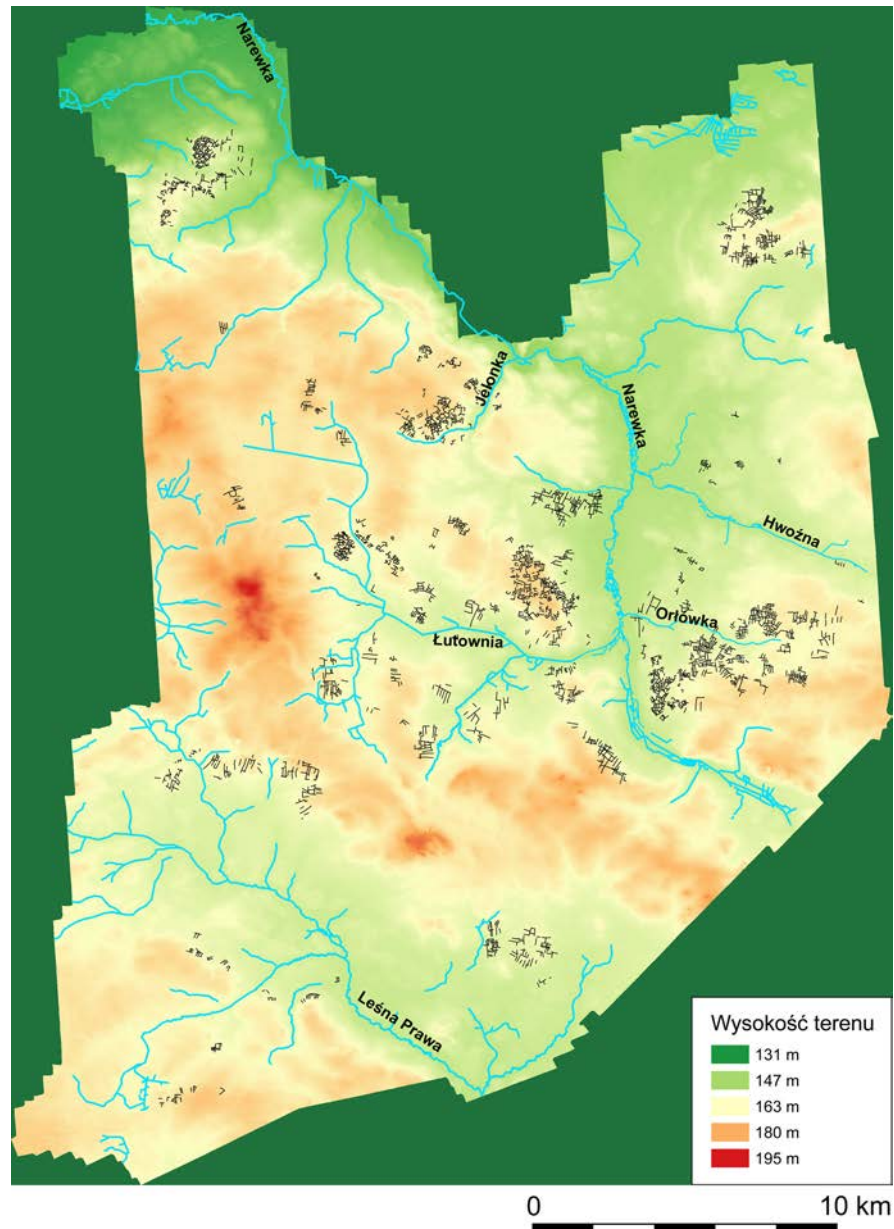 Narewka
Jelonka
Narewka
Hwoźna
Orłówka
Łutownia
Leśna Prawa
Wysokość terenu
131 m
147 m
163 m
180 m
195 m
0 10 km